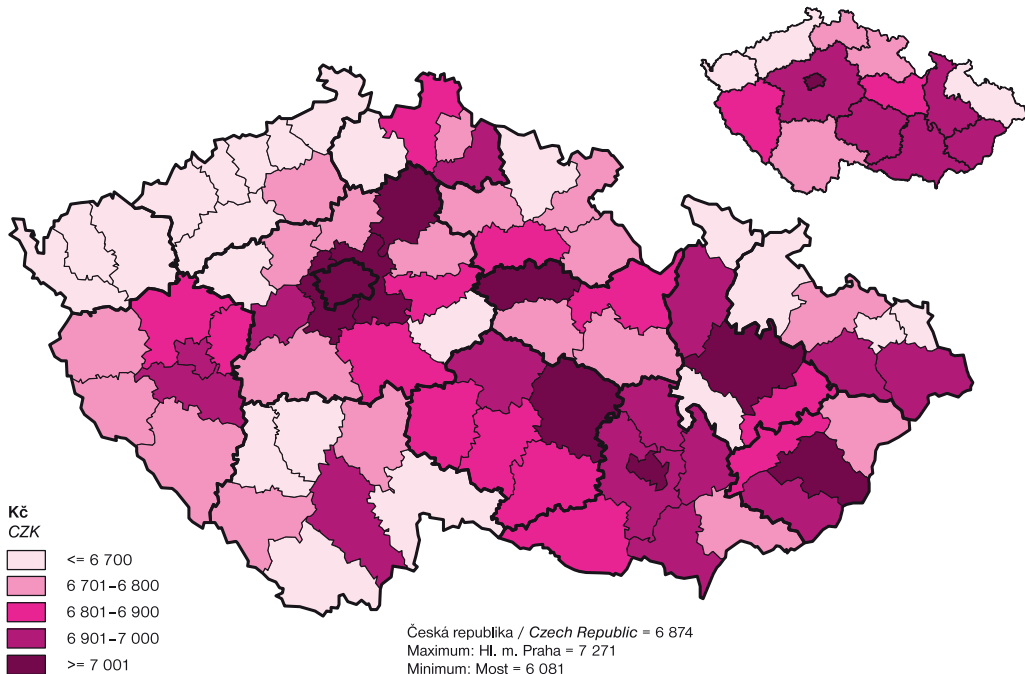 Kč
CZK
<= 6 700
6 701–6 800
6 801–6 900
6 901–7 000
>= 7 001
Česká republika / Czech Republic = 6 874
Maximum: Hl. m. Praha = 7 271
Minimum: Most = 6 081